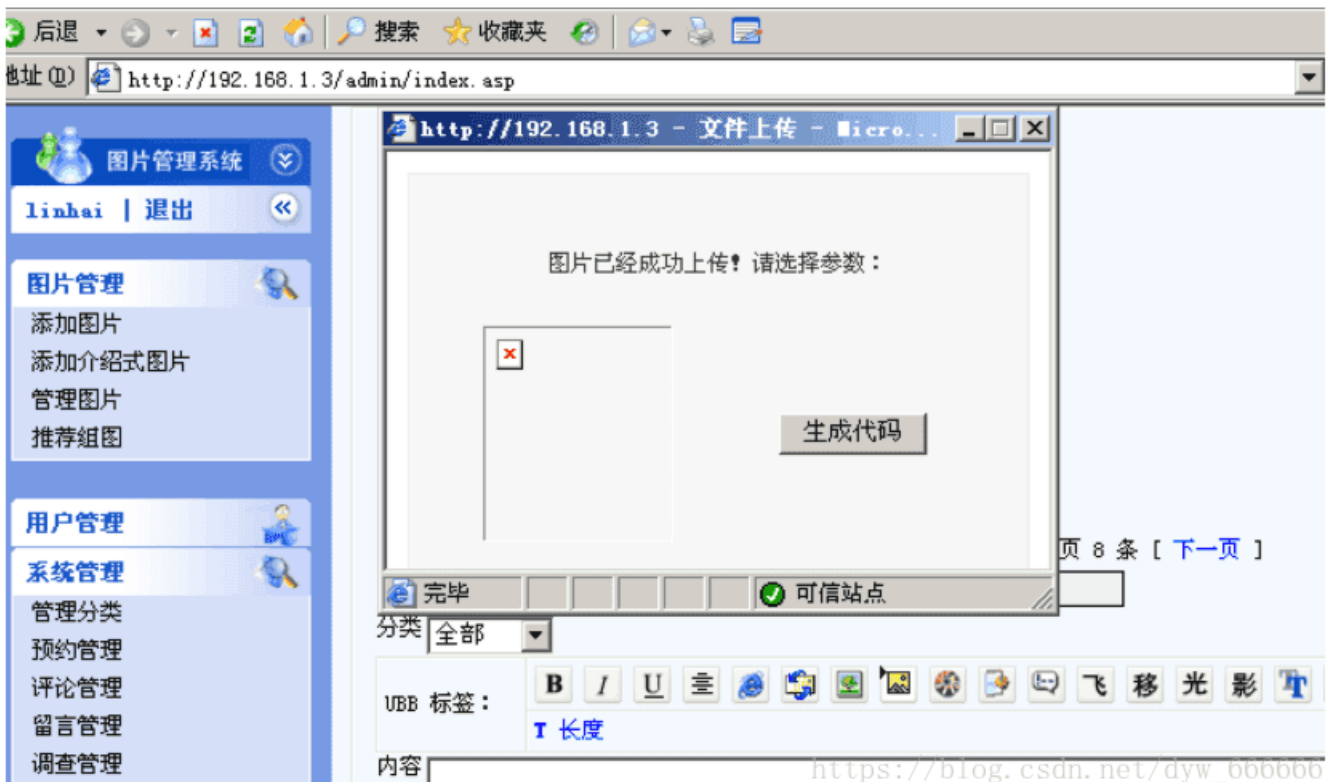 后退 搜索 收藏夹
地址(D) http://192.168.1.3/admin/index.asp
http://192.168.1.3 - 文件上传 - Micro...
图片管理系统
linhai | 退出
图片已经成功上传！请选择参数：
图片管理
添加图片
添加介绍式图片
管理图片
生成代码
推荐组图
用户管理
页 8 条 [ 下一页 ]
系统管理
完毕 可信站点
管理分类
分类 全部
预约管理
评论管理
UBB 标签： B I U 飞 移 光 影 TT
留言管理
T 长度
调查管理
内容
https://blog.csdn.net/dyw_666666